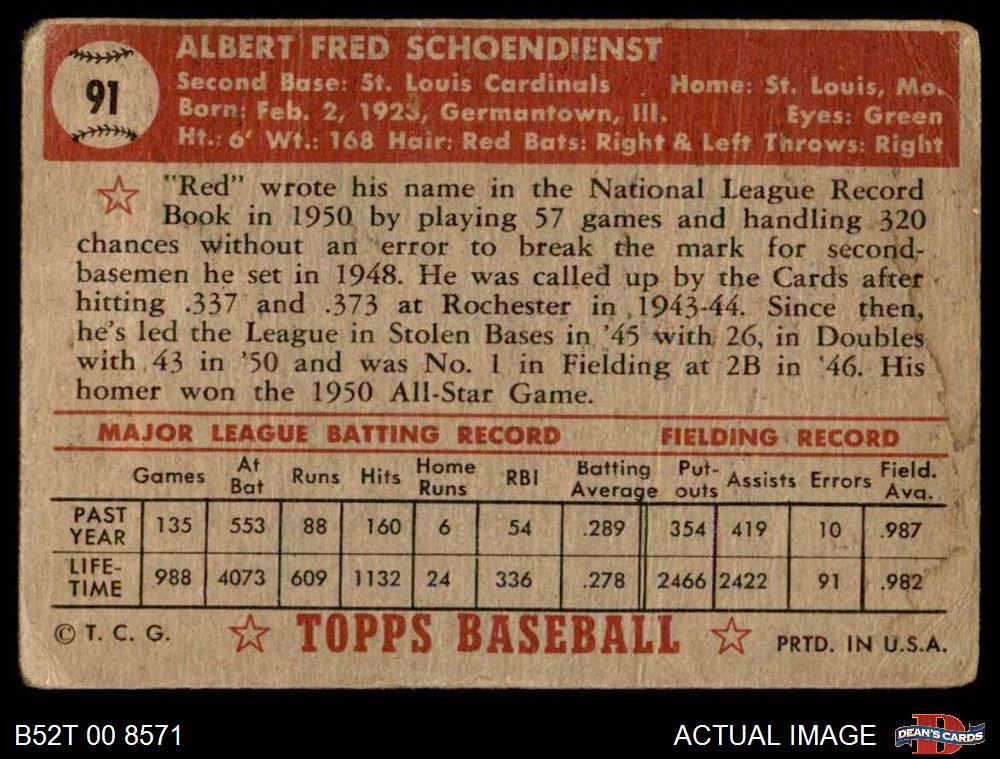 91
ALBERT FRED SCHOENDIENST
Second Base: St. Louis Cardinals Home: St. Louis, Mo.
Born: Feb. 2, 1923, Germantown, Ill. Eyes: Green
Ht.: 6' Wt.: 168 Hair: Red Bats: Right & Left Throws: Right
"Red" wrote his name in the National League Record
Book in 1950 by playing 57 games and handling 320
chances without an error to break the mark for second-
basemen he set in 1948. He was called up by the Cards after
hitting .337 and .373 at Rochester in 1943-44. Since then,
he's led the League in Stolen Bases in '45 with 26, in Doubles
with 43 in '50 and was No. 1 in Fielding at 2B in '46. His
homer won the 1950 All-Star Game.
MAJOR LEAGUE BATTING RECORD FIELDING RECORD
Games At Bat Runs Hits Home Runs RBI Batting Average Put-outs Assists Errors Field. Avg.
PAST YEAR 135 553 88 160 6 54 .289 354 419 10 .987
LIFE-TIME 988 4073 609 1132 24 336 .278 2466 2422 91 .982
© T. C. G. TOPPS BASEBALL PRTD. IN U.S.A.
B52T 00 8571 ACTUAL IMAGE DEAN'S CARDS